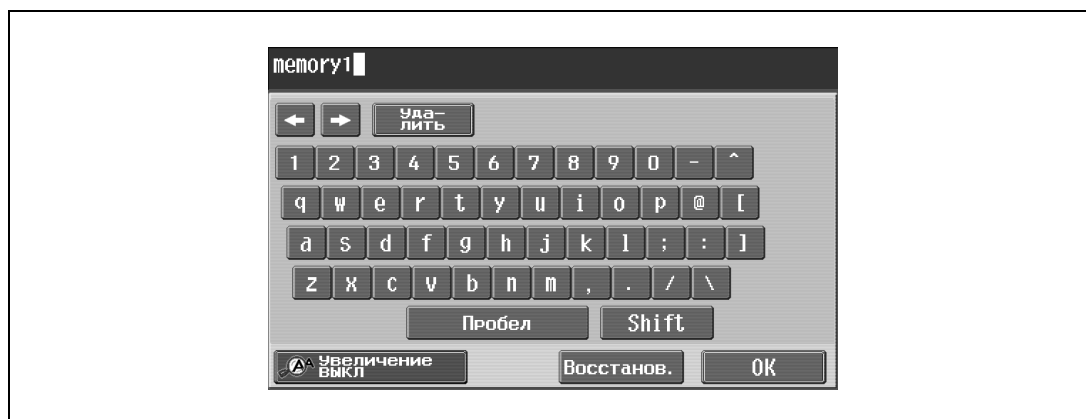 memory1
← → Уда-
лить
1 2 3 4 5 6 7 8 9 0 - ^
q w e r t y u i o p @ [
a s d f g h j k l ; : ]
z x c v b n m , . / \
Пробел Shift
Увеличение
ВЫКЛ
Восстанов. OK